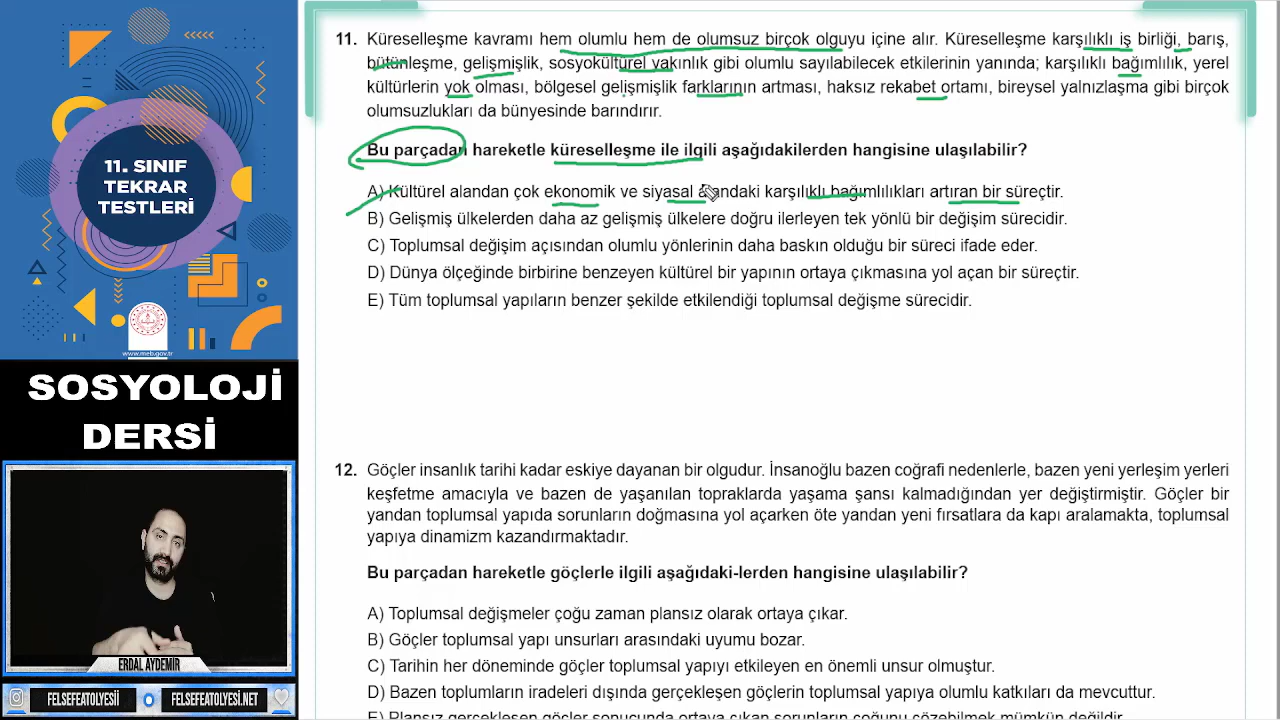 11. SINIF
TEKRAR
TESTLERİ
www.meb.gov.tr
SOSYOLOJİ
DERSİ
ERDAL AYDEMİR
FELSEFEATOLYESİİ
FELSEFEATOLYESİ.NET
11. Küreselleşme kavramı hem olumlu hem de olumsuz birçok olguyu içine alır. Küreselleşme karşılıklı iş birliği, barış,
bütünleşme, gelişmişlik, sosyokültürel yakınlık gibi olumlu sayılabilecek etkilerinin yanında; karşılıklı bağımlılık, yerel
kültürlerin yok olması, bölgesel gelişmişlik farklarının artması, haksız rekabet ortamı, bireysel yalnızlaşma gibi birçok
olumsuzlukları da bünyesinde barındırır.
Bu parçadan hareketle küreselleşme ile ilgili aşağıdakilerden hangisine ulaşılabilir?
A) Kültürel alandan çok ekonomik ve siyasal alandaki karşılıklı bağımlılıkları artıran bir süreçtir.
B) Gelişmiş ülkelerden daha az gelişmiş ülkelere doğru ilerleyen tek yönlü bir değişim sürecidir.
C) Toplumsal değişim açısından olumlu yönlerinin daha baskın olduğu bir süreci ifade eder.
D) Dünya ölçeğinde birbirine benzeyen kültürel bir yapının ortaya çıkmasına yol açan bir süreçtir.
E) Tüm toplumsal yapıların benzer şekilde etkilendiği toplumsal değişme sürecidir.
12. Göçler insanlık tarihi kadar eskiye dayanan bir olgudur. İnsanoğlu bazen coğrafi nedenlerle, bazen yeni yerleşim yerleri
keşfetme amacıyla ve bazen de yaşanılan topraklarda yaşama şansı kalmadığından yer değiştirmiştir. Göçler bir
yandan toplumsal yapıda sorunların doğmasına yol açarken öte yandan yeni fırsatlara da kapı aralamakta, toplumsal
yapıya dinamizm kazandırmaktadır.
Bu parçadan hareketle göçlerle ilgili aşağıdaki-lerden hangisine ulaşılabilir?
A) Toplumsal değişmeler çoğu zaman plansız olarak ortaya çıkar.
B) Göçler toplumsal yapı unsurları arasındaki uyumu bozar.
C) Tarihin her döneminde göçler toplumsal yapıyı etkileyen en önemli unsur olmuştur.
D) Bazen toplumların iradeleri dışında gerçekleşen göçlerin toplumsal yapıya olumlu katkıları da mevcuttur.
E) Plansız gerçekleşen göçler sonucunda ortaya çıkan sorunların çoğunu çözebilmek mümkün değildir.